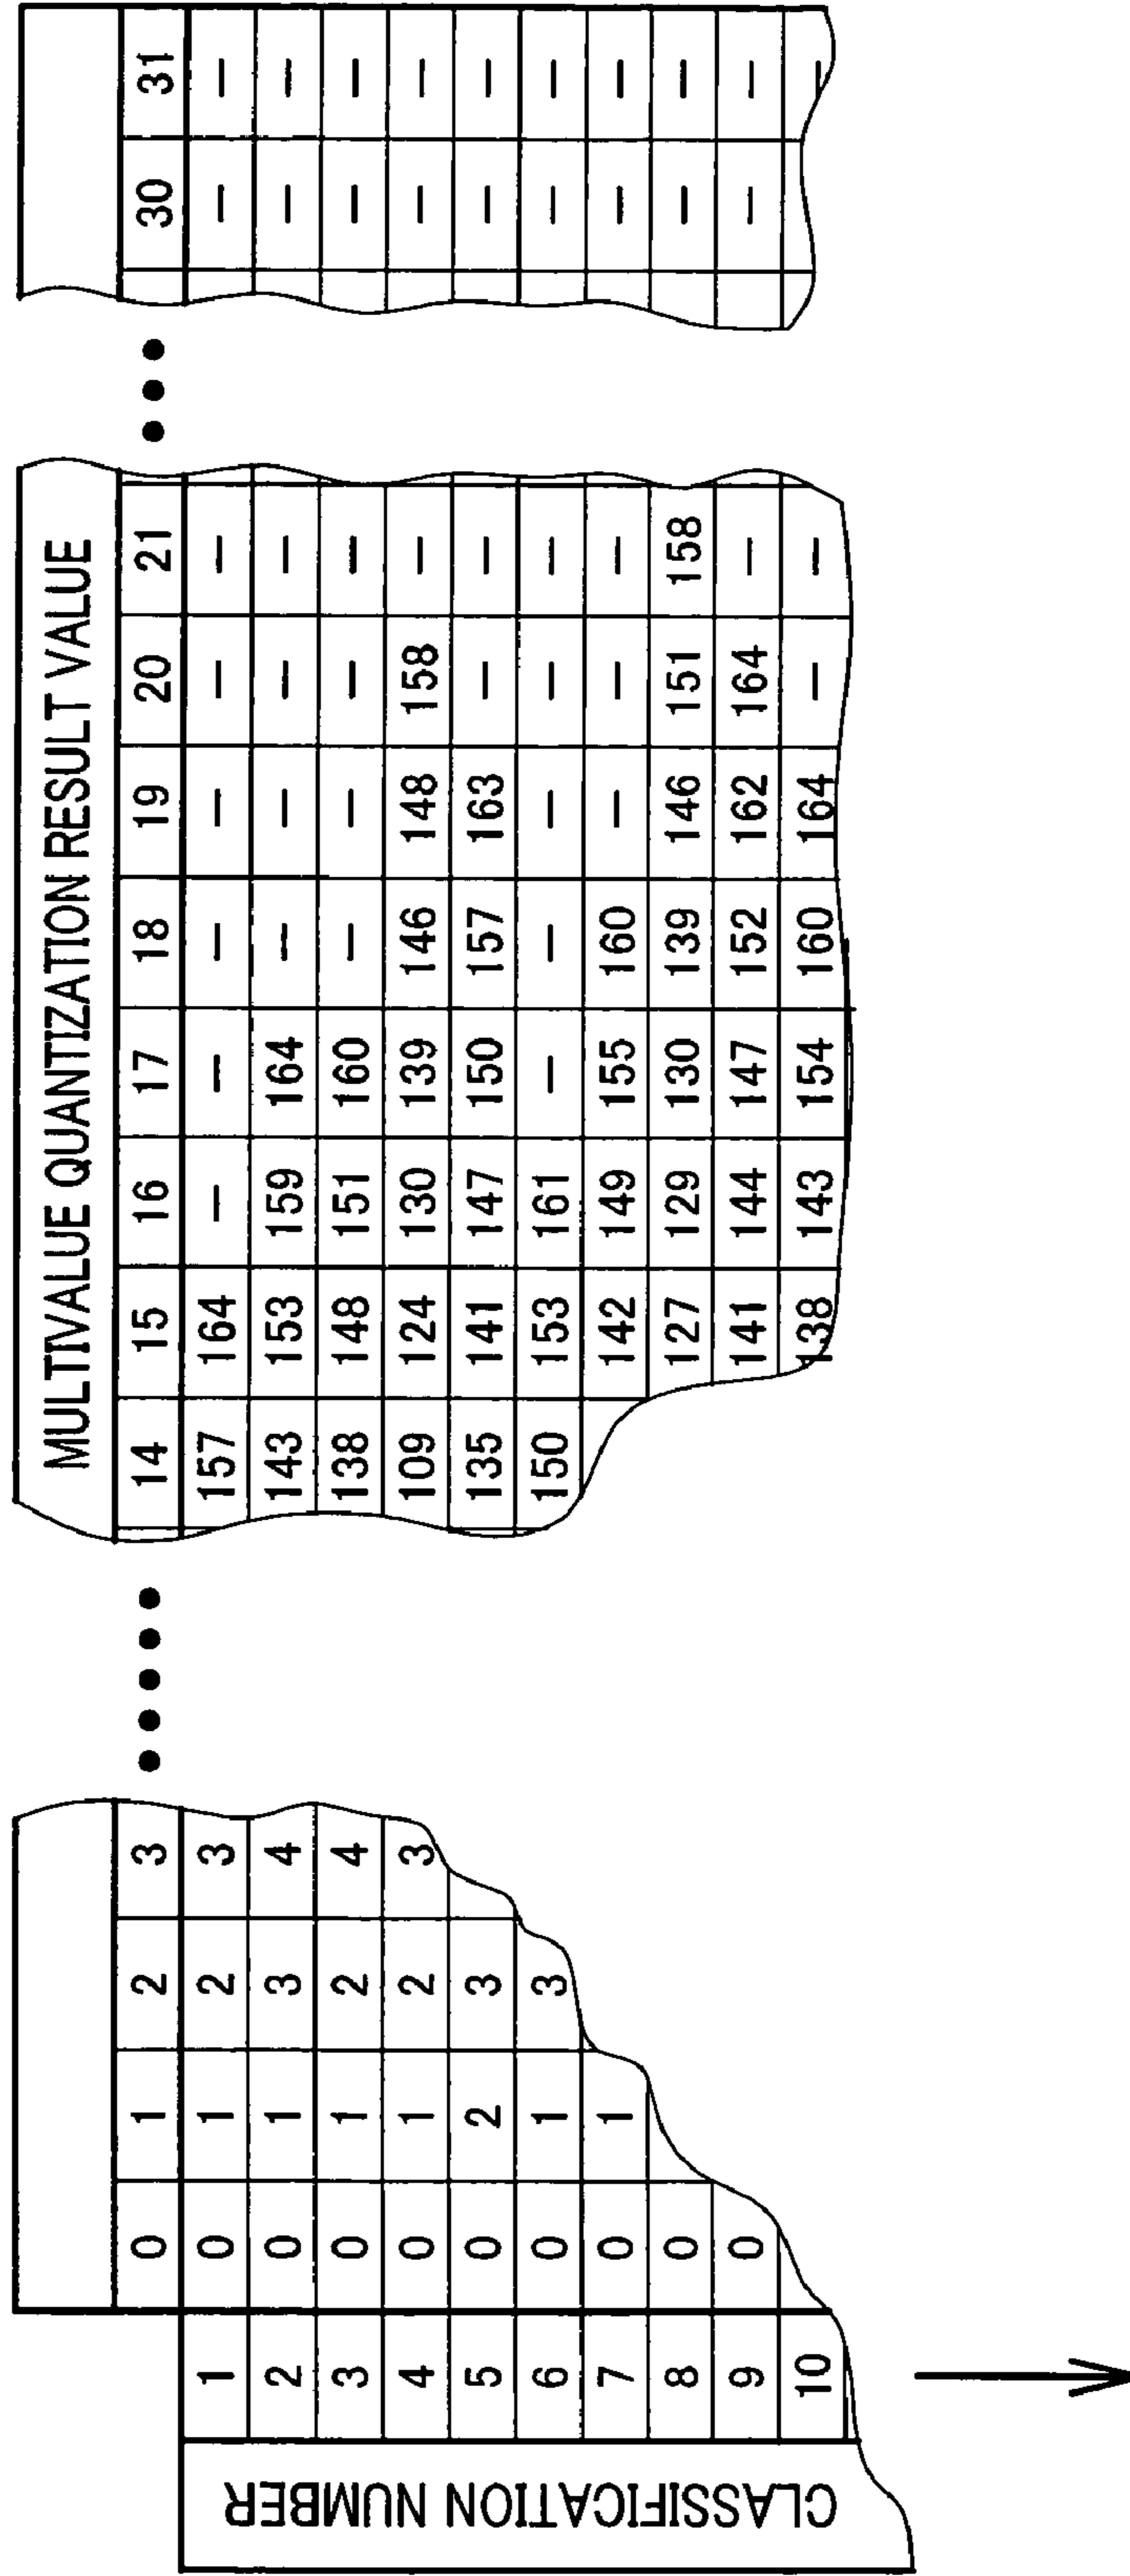 MULTIVALUE QUANTIZATION RESULT VALUE
0 1 2 3 ••••• 14 15 16 17 18 19 20 21 ••• 30 31
CLASSIFICATION NUMBER
1 0 1 2 3 157 164 — — — — — — — —
2 0 1 3 4 143 153 159 164 — — — — — —
3 0 1 2 4 138 148 151 160 — — — — — —
4 0 1 2 3 109 124 130 139 146 148 158 — — —
5 0 2 3 135 141 147 150 157 163 — — — —
6 0 1 3 150 153 161 — — — — — — —
7 0 1 142 149 155 160 — — — — —
8 0 127 129 130 139 146 151 158 — —
9 0 141 144 147 152 162 164 — — —
10 138 143 154 160 164 — — —